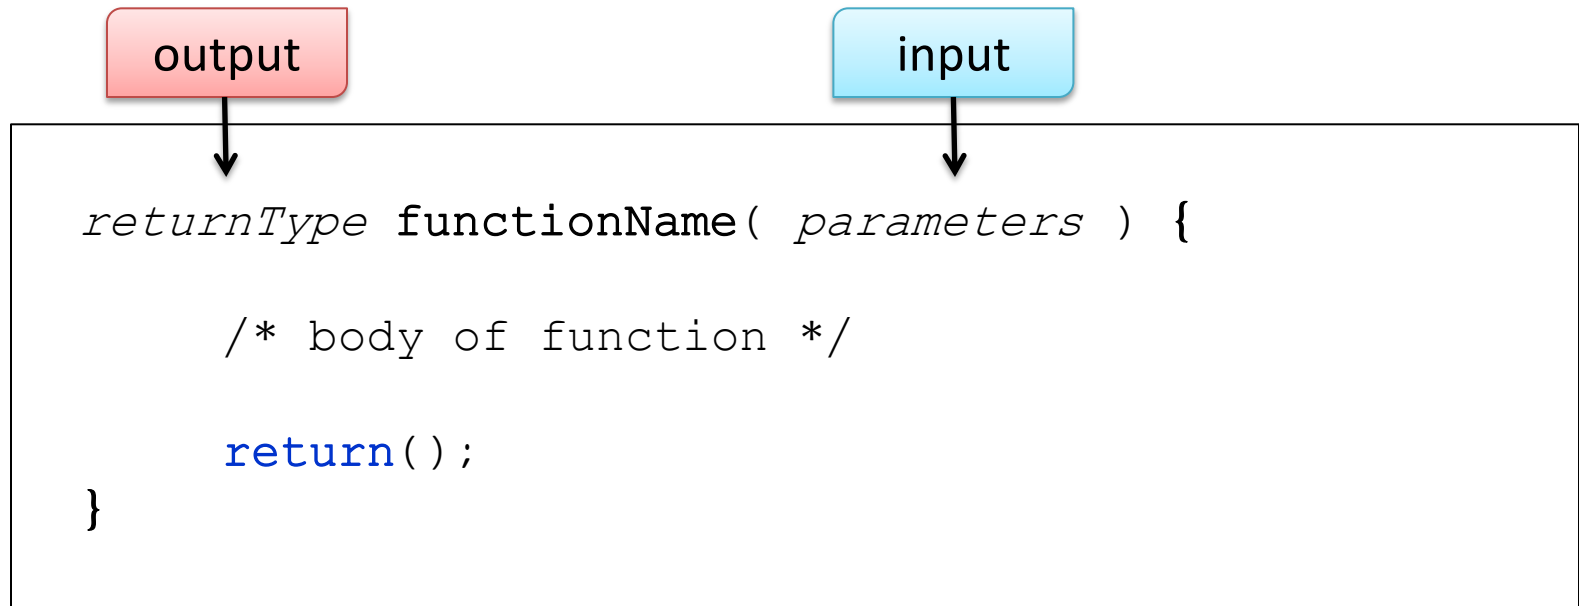 output
input
returnType functionName( parameters ) {
/* body of function */
return();
}